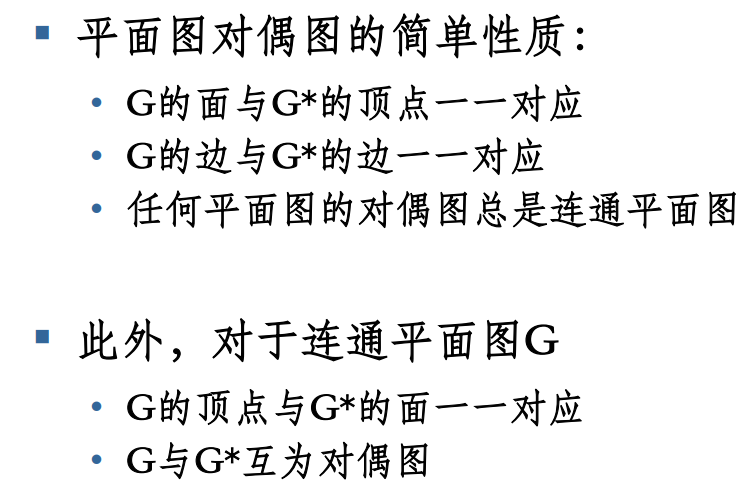 ▪ 平面图对偶图的简单性质：
• G的面与G*的顶点一一对应
• G的边与G*的边一一对应
• 任何平面图的对偶图总是连通平面图
▪ 此外，对于连通平面图G
• G的顶点与G*的面一一对应
• G与G*互为对偶图